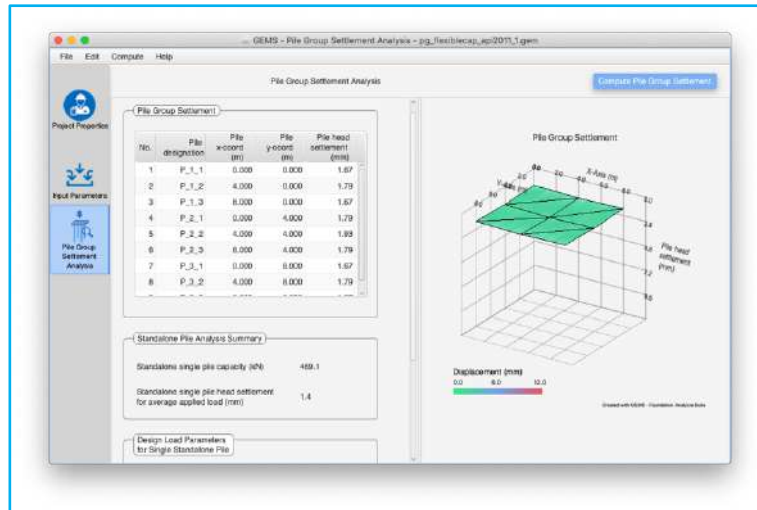 GEMS - Pile Group Settlement Analysis - pg_flexiblecap_api2011_1.gem
File Edit Compute Help
Pile Group Settlement Analysis
Compute Pile Group Settlement
Project Properties
Input Parameters
Pile Group
Settlement
Analysis
Pile Group Settlement
No. Pile designation Pile x-coord (m) Pile y-coord (m) Pile head settlement (mm)
1 P_1_1 0.000 0.000 1.67
2 P_1_2 4.000 0.000 1.79
3 P_1_3 8.000 0.000 1.67
4 P_2_1 0.000 4.000 1.79
5 P_2_2 4.000 4.000 1.93
6 P_2_3 8.000 4.000 1.79
7 P_3_1 0.000 8.000 1.67
8 P_3_2 4.000 8.000 1.79
Standalone Pile Analysis Summary
Standalone single pile capacity (kN) 469.1
Standalone single pile head settlement
for average applied load (mm) 1.4
Design Load Parameters
for Single Standalone Pile
Pile Group Settlement
X-Axis (m)
Y-Axis (m)
Pile head
settlement
(mm)
Displacement (mm)
0.0 6.0 12.0
Created with GEMS - Foundation Analysis Suite